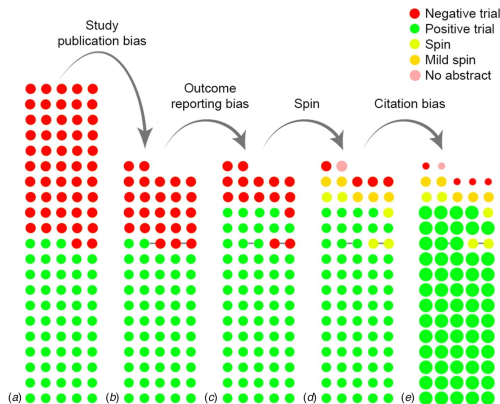 Negative trial
Positive trial
Spin
Mild spin
No abstract
Study
publication bias
Outcome
reporting bias
Spin
Citation bias
(a)
(b)
(c)
(d)
(e)